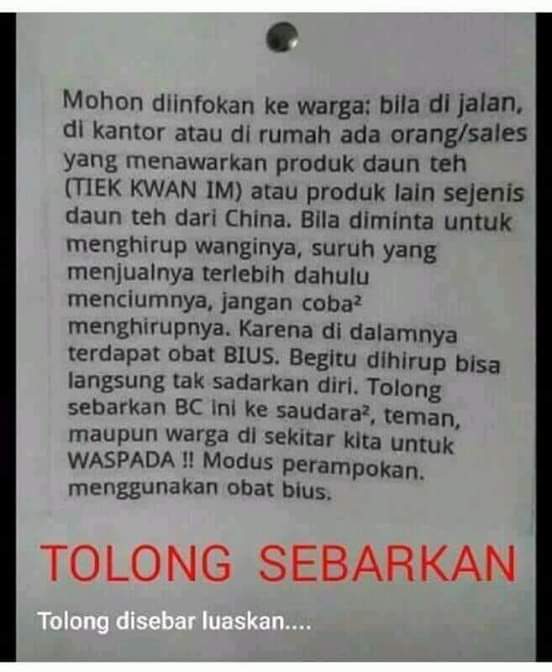 Mohon diinfokan ke warga: bila di jalan,
di kantor atau di rumah ada orang/sales
yang menawarkan produk daun teh
(TIEK KWAN IM) atau produk lain sejenis
daun teh dari China. Bila diminta untuk
menghirup wanginya, suruh yang
menjualnya terlebih dahulu
menciumnya, jangan coba²
menghirupnya. Karena di dalamnya
terdapat obat BIUS. Begitu dihirup bisa
langsung tak sadarkan diri. Tolong
sebarkan BC ini ke saudara², teman,
maupun warga di sekitar kita untuk
WASPADA !! Modus perampokan.
menggunakan obat bius.
TOLONG SEBARKAN
Tolong disebar luaskan....